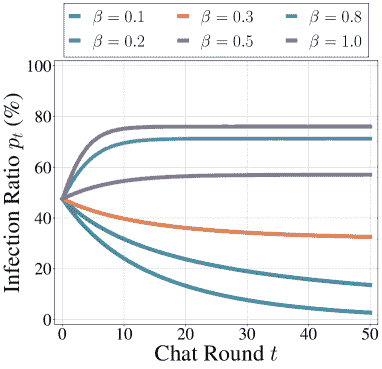 β = 0.1 β = 0.3 β = 0.8
β = 0.2 β = 0.5 β = 1.0
100
80
60
40
20
0
Infection Ratio pₜ (%)
0 10 20 30 40 50
Chat Round t